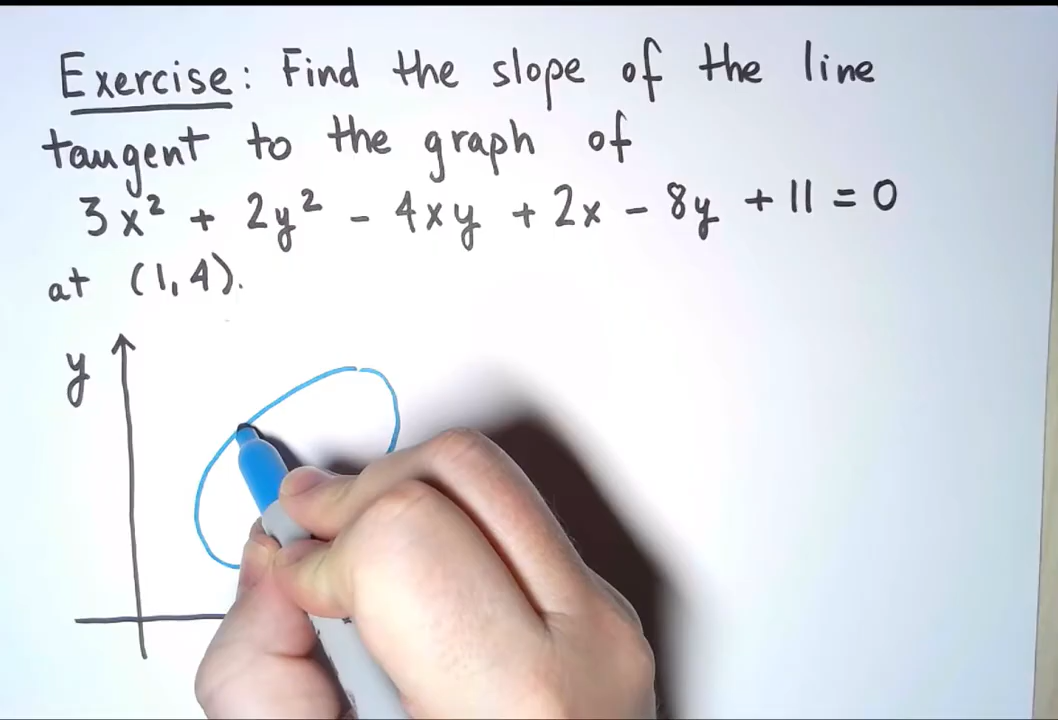 Exercise: Find the slope of the line
tangent to the graph of
3x² + 2y² - 4xy + 2x - 8y + 11 = 0
at (1,4).
y